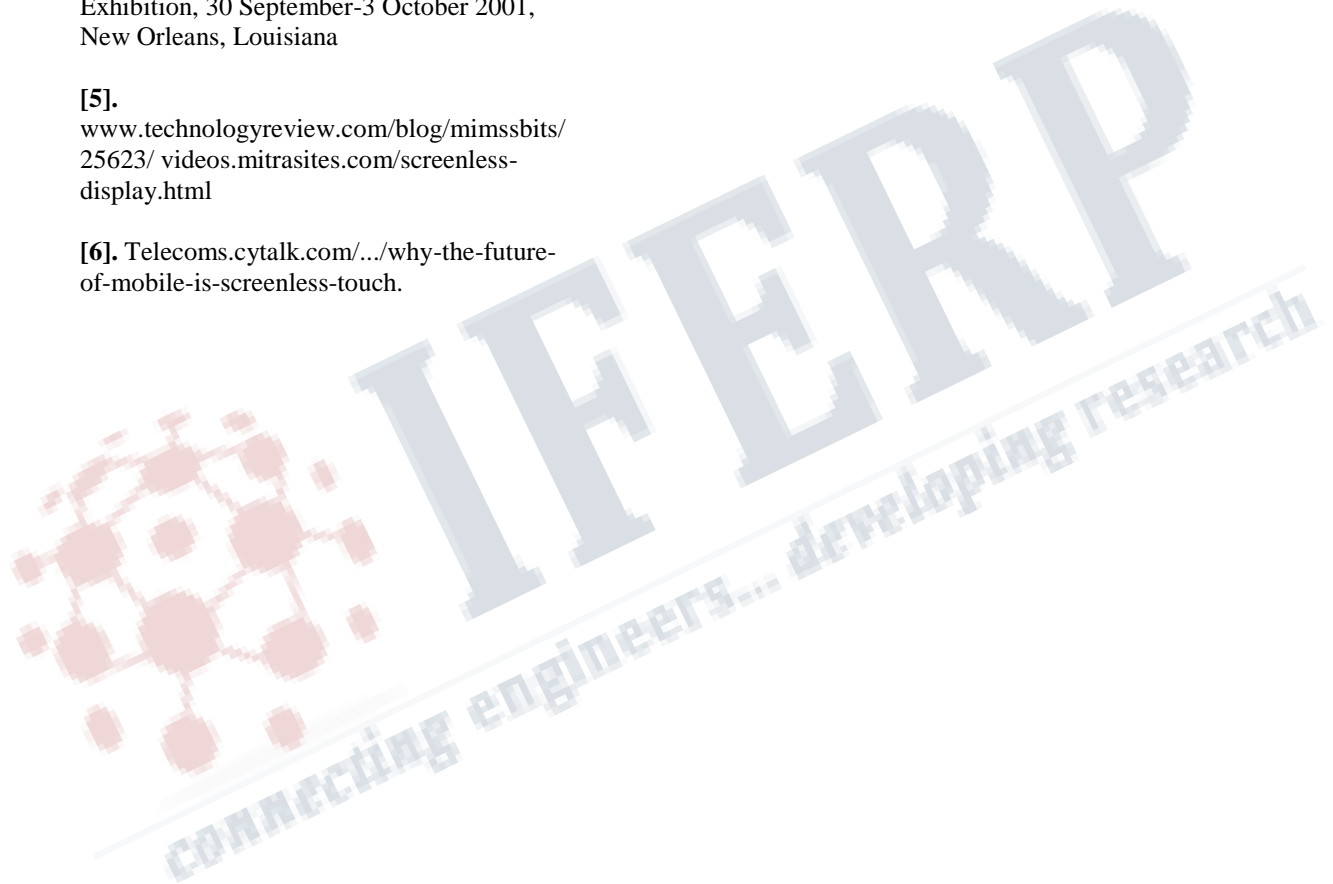 Exhibition, 30 September-3 October 2001,
New Orleans, Louisiana
[5].
www.technologyreview.com/blog/mimssbits/
25623/ videos.mitrasites.com/screenless-
display.html
[6]. Telecoms.cytalk.com/.../why-the-future-
of-mobile-is-screenless-touch.
IFERP
connecting engineers... developing research